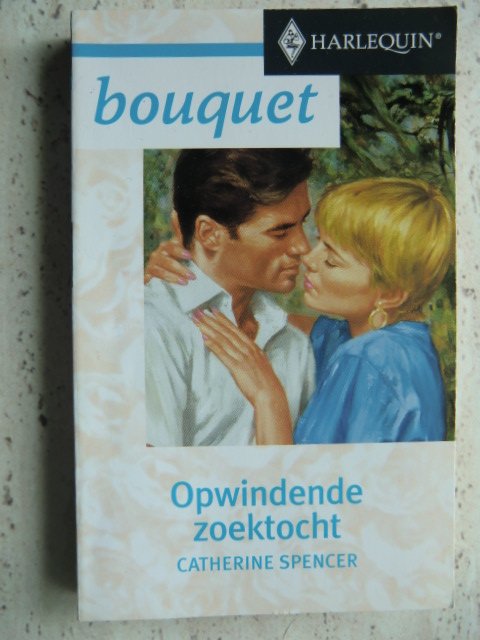 HARLEQUIN®
bouquet
Opwindende
zoektocht
CATHERINE SPENCER